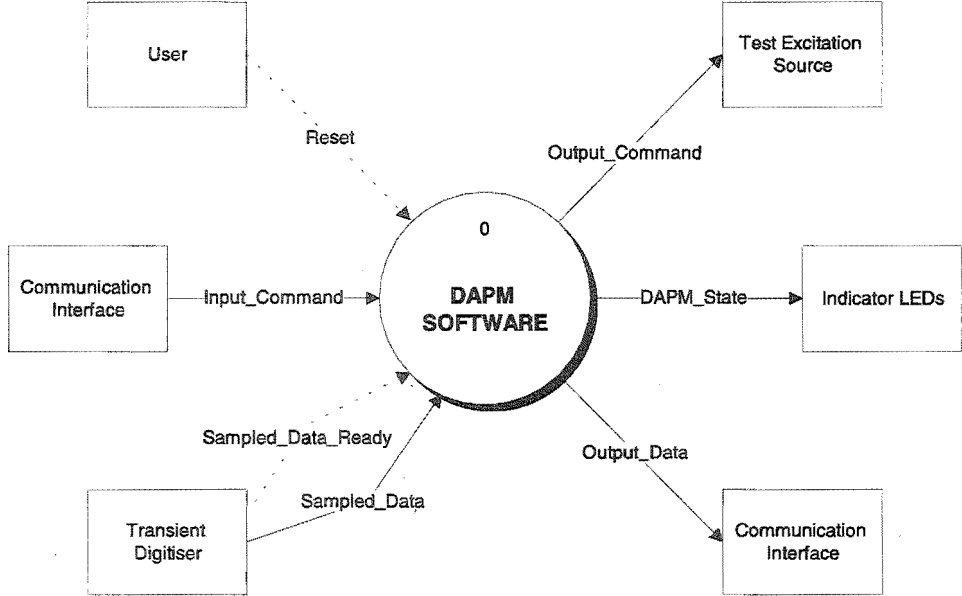 User
Test Excitation
Source
Reset
Output_Command
0
Communication
Interface
Input_Command
DAPM
SOFTWARE
DAPM_State
Indicator LEDs
Sampled_Data_Ready
Output_Data
Sampled_Data
Transient
Digitiser
Communication
Interface